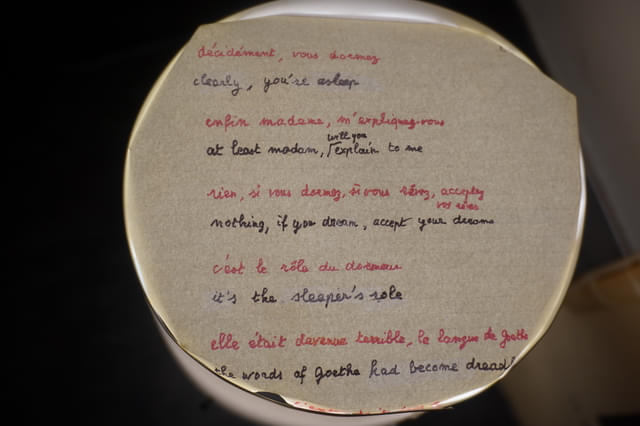 décidément, vous dormez
clearly, you're asleep
enfin madame, m'expliquez-vous
will you
at least madam, √explain to me
rien, si vous dormez, si vous rêvez, acceptez
vos rêves
nothing, if you dream, accept your dreams
c'est le rôle du dormeur
it's the sleeper's role
elle était devenue terrible, la langue de Goethe
the words of Goethe had become dreadf